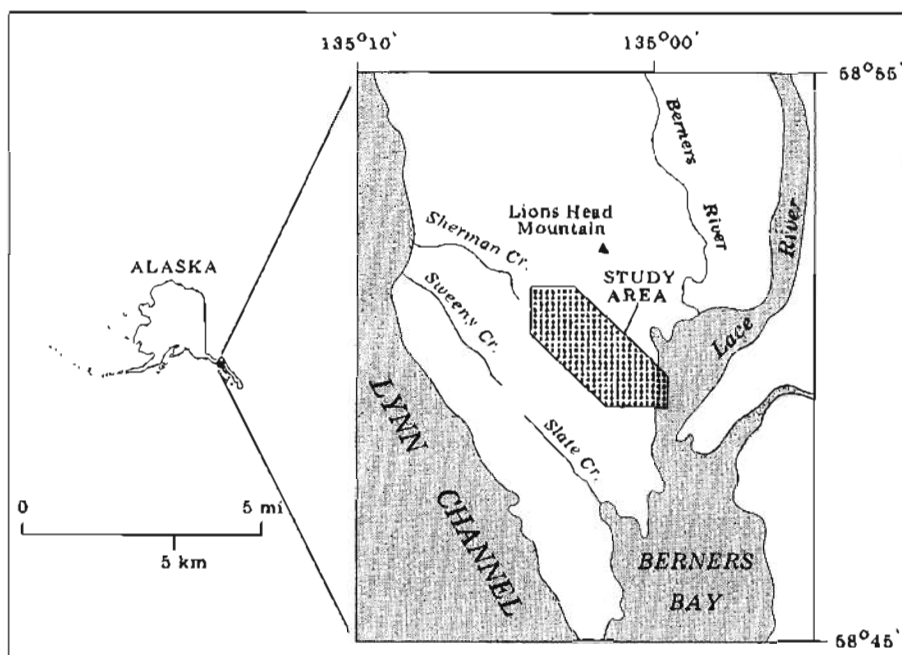 135°10'
135°00'
58°55'
Berners
River
River
Lions Head
Mountain
Sherman Cr.
STUDY
AREA
ALASKA
Sweeny Cr.
Lace
LYNN
CHANNEL
Slate Cr.
0
5 mi
5 km
BERNERS
BAY
58°45'